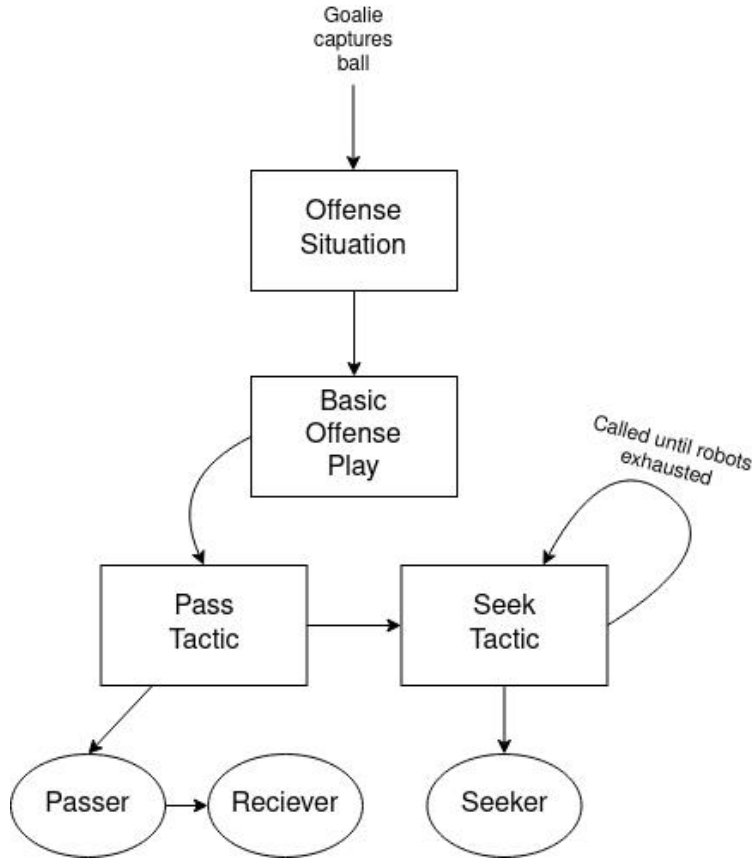 Goalie
captures
ball
Offense
Situation
Basic
Offense
Play
Called until robots
exhausted
Pass
Tactic
Seek
Tactic
Passer
Reciever
Seeker